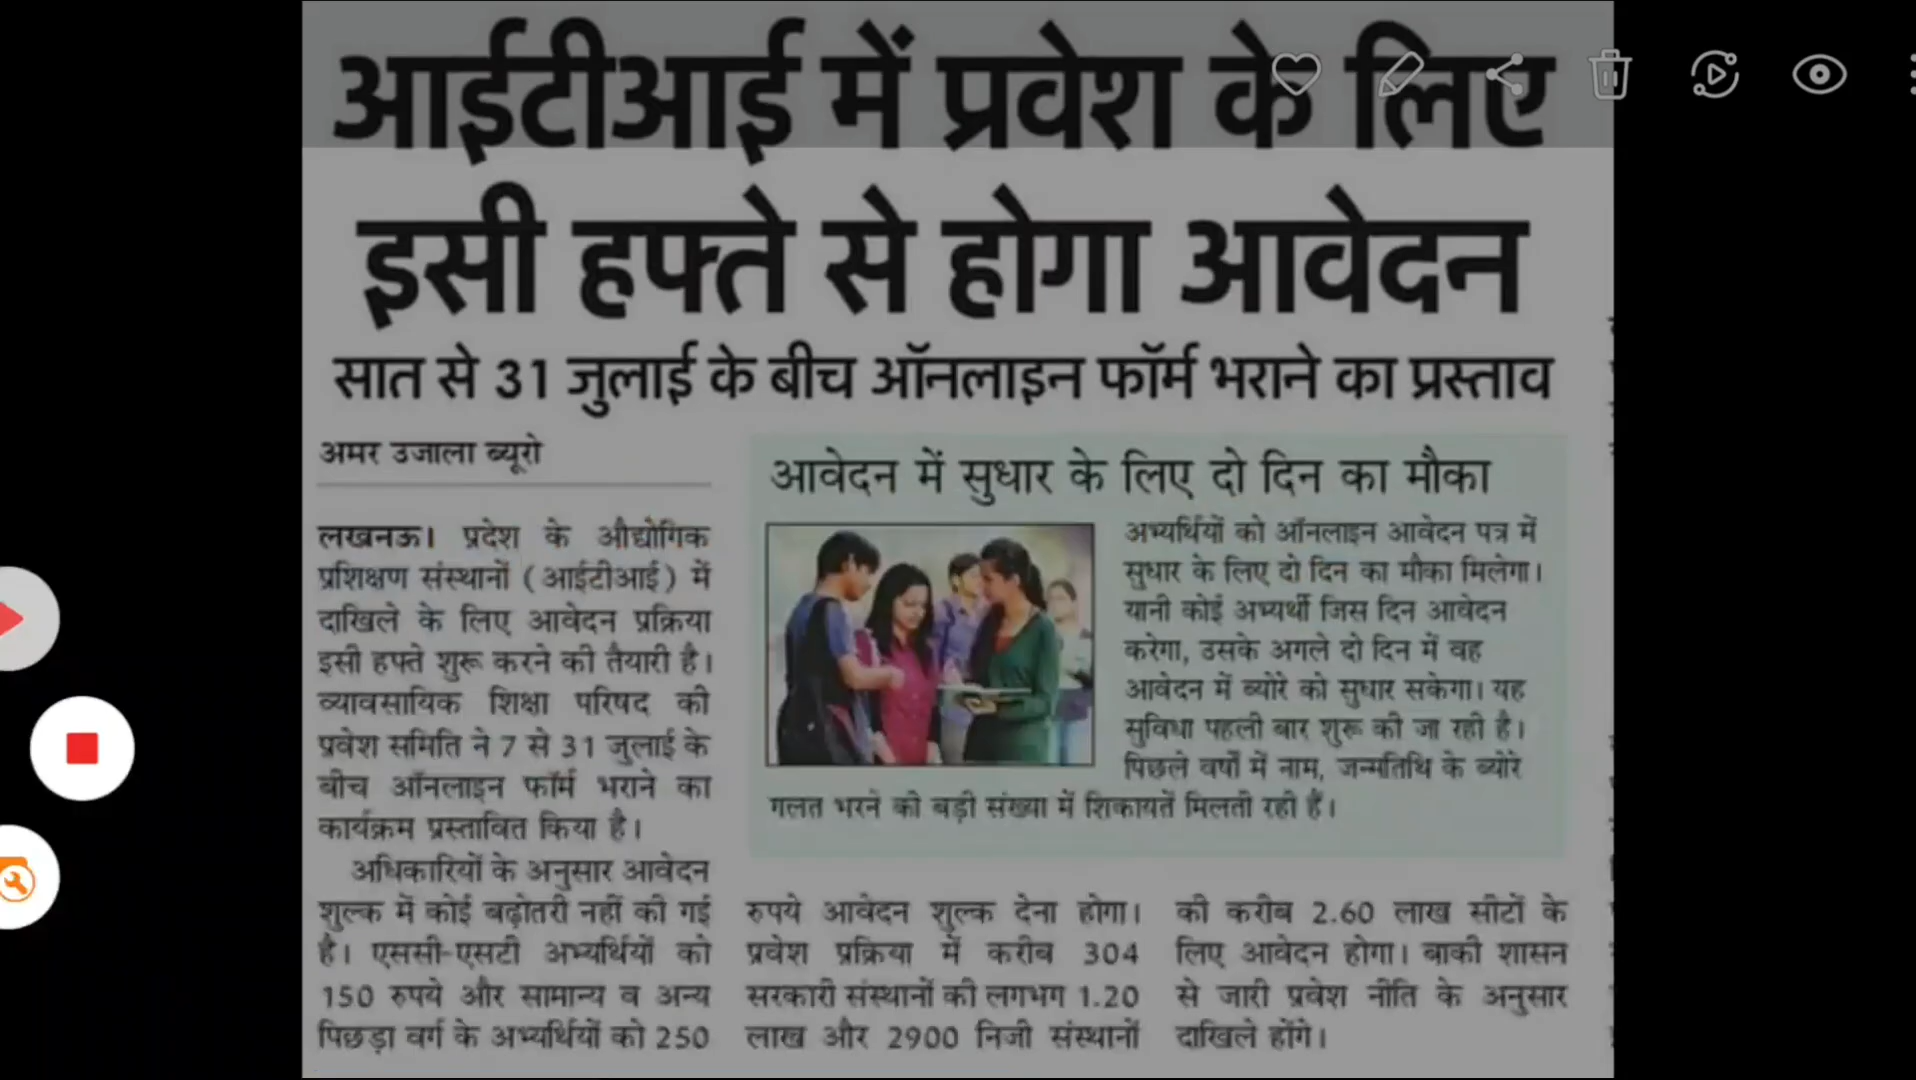 आईटीआई में प्रवेश के लिए
इसी हफ्ते से होगा आवेदन
सात से 31 जुलाई के बीच ऑनलाइन फॉर्म भराने का प्रस्ताव
अमर उजाला ब्यूरो
लखनऊ। प्रदेश के औद्योगिक
प्रशिक्षण संस्थानों (आईटीआई) में
दाखिले के लिए आवेदन प्रक्रिया
इसी हफ्ते शुरू करने की तैयारी है।
व्यावसायिक शिक्षा परिषद की
प्रवेश समिति ने 7 से 31 जुलाई के
बीच ऑनलाइन फॉर्म भराने का
कार्यक्रम प्रस्तावित किया है।
अधिकारियों के अनुसार आवेदन
शुल्क में कोई बढ़ोतरी नहीं की गई
है। एससी-एसटी अभ्यर्थियों को
150 रुपये और सामान्य व अन्य
पिछड़ा वर्ग के अभ्यर्थियों को 250
रुपये आवेदन शुल्क देना होगा।
प्रवेश प्रक्रिया में करीब 304
सरकारी संस्थानों की लगभग 1.20
लाख और 2900 निजी संस्थानों
की करीब 2.60 लाख सीटों के
लिए आवेदन होगा। बाकी शासन
से जारी प्रवेश नीति के अनुसार
दाखिले होंगे।
आवेदन में सुधार के लिए दो दिन का मौका
अभ्यर्थियों को ऑनलाइन आवेदन पत्र में
सुधार के लिए दो दिन का मौका मिलेगा।
यानी कोई अभ्यर्थी जिस दिन आवेदन
करेगा, उसके अगले दो दिन में वह
आवेदन में ब्योरे को सुधार सकेगा। यह
सुविधा पहली बार शुरू की जा रही है।
पिछले वर्षों में नाम, जन्मतिथि के ब्योरे
गलत भरने की बड़ी संख्या में शिकायतें मिलती रही हैं।